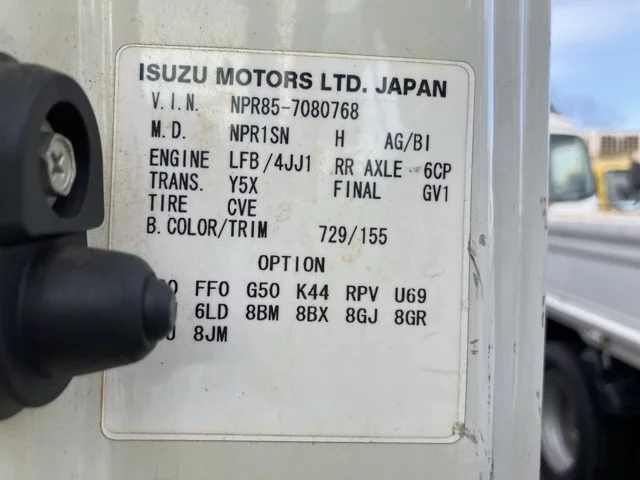 ISUZU MOTORS LTD. JAPAN
V.I.N. NPR85-7080768
M.D. NPR1SN H AG/BI
ENGINE LFB/4JJ1 RR AXLE 6CP
TRANS. Y5X FINAL GV1
TIRE CVE
B.COLOR/TRIM 729/155
OPTION
FFO G50 K44 RPV U69
6LD 8BM 8BX 8GJ 8GR
8JM